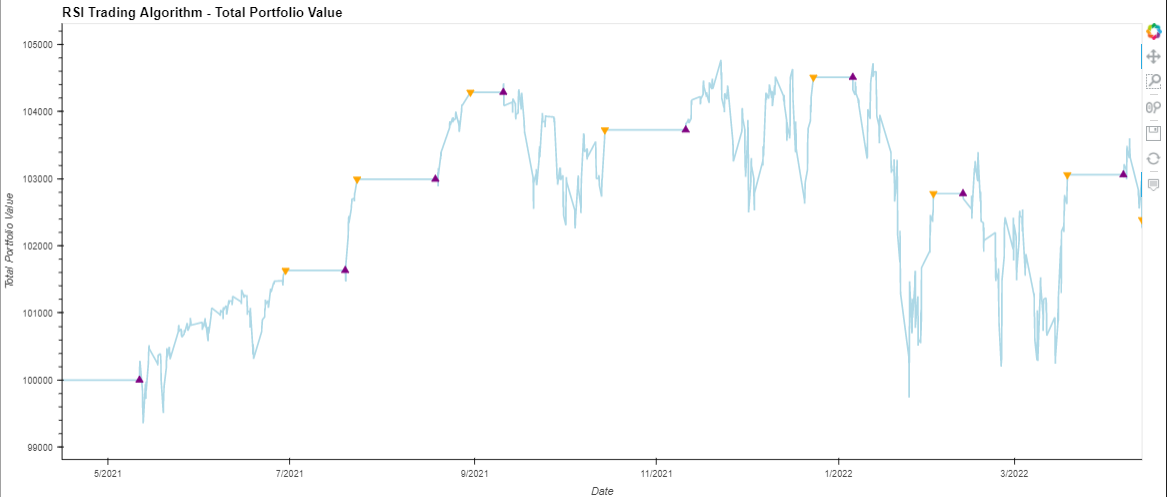 RSI Trading Algorithm - Total Portfolio Value
105000
104000
103000
102000
101000
100000
99000
Total Portfolio Value
5/2021 7/2021 9/2021 11/2021 1/2022 3/2022
Date